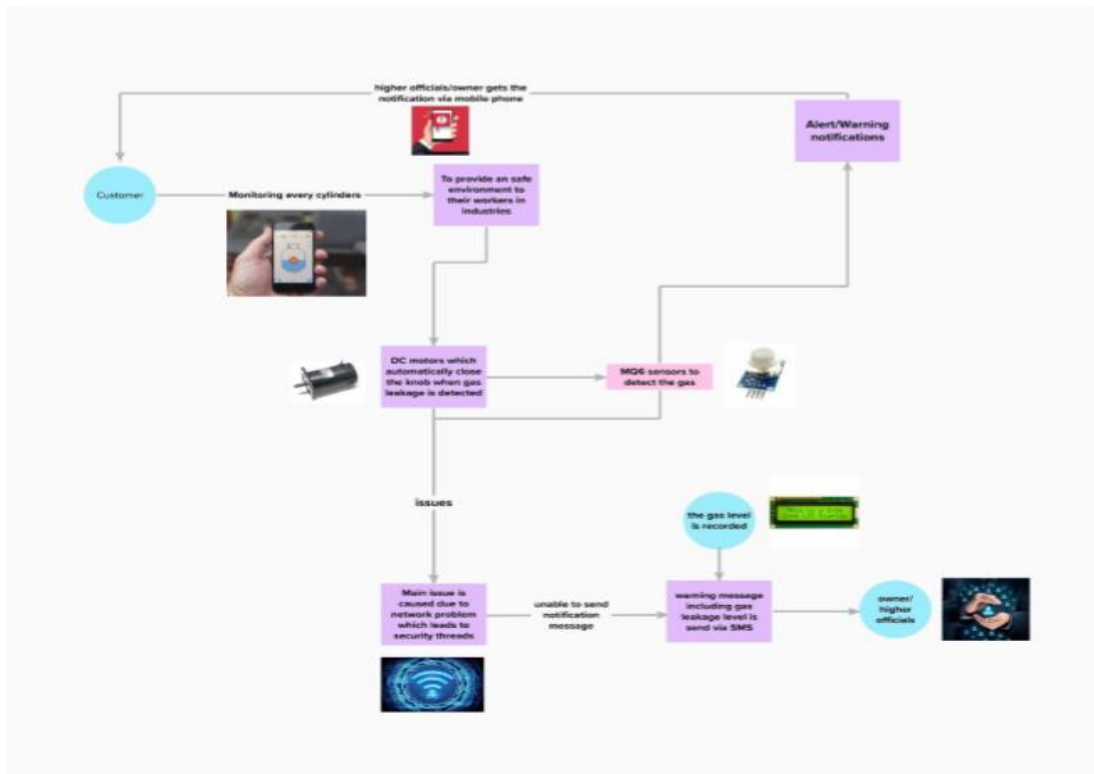 higher officials/owner gets the
notification via mobile phone
Alert/Warning
notifications
Customer
Monitoring every cylinders
To provide an safe
environment to
their workers in
industries
DC motors which
automatically close
the knob when gas
leakage is detected
MQ6 sensors to
detect the gas
issues
the gas level
is recorded
Main issue is
caused due to
network problem
which leads to
security threads
unable to send
notification
message
warning message
including gas
leakage level is
send via SMS
owner/
higher
officials